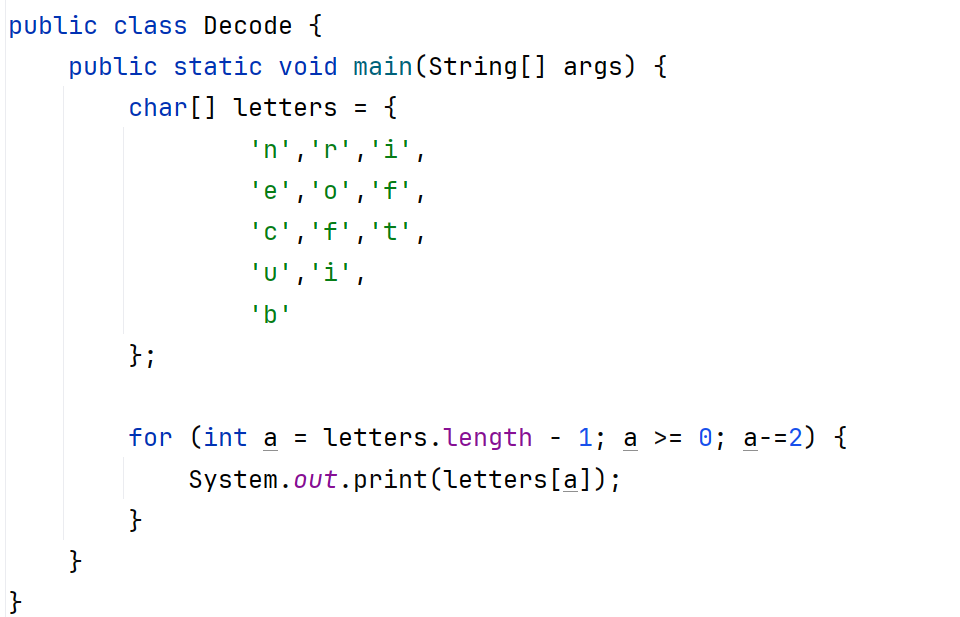 public class Decode {
    public static void main(String[] args) {
        char[] letters = {
                'n','r','i',
                'e','o','f',
                'c','f','t',
                'u','i',
                'b'
        };

        for (int a = letters.length - 1; a >= 0; a-=2) {
            System.out.print(letters[a]);
        }
    }
}